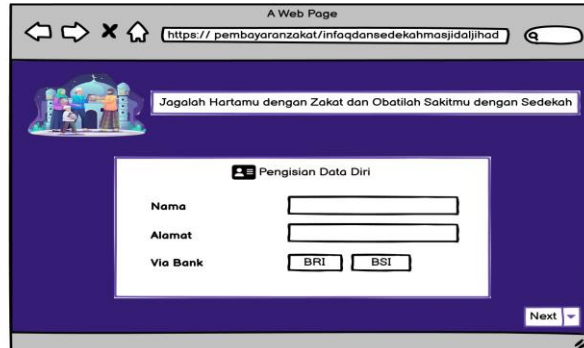 A Web Page
https:// pembayaranzakat/infaqdansedekahmasjidaljihad
Jagalah Hartamu dengan Zakat dan Obatilah Sakitmu dengan Sedekah
Pengisian Data Diri
Nama
Alamat
Via Bank BRI BSI
Next